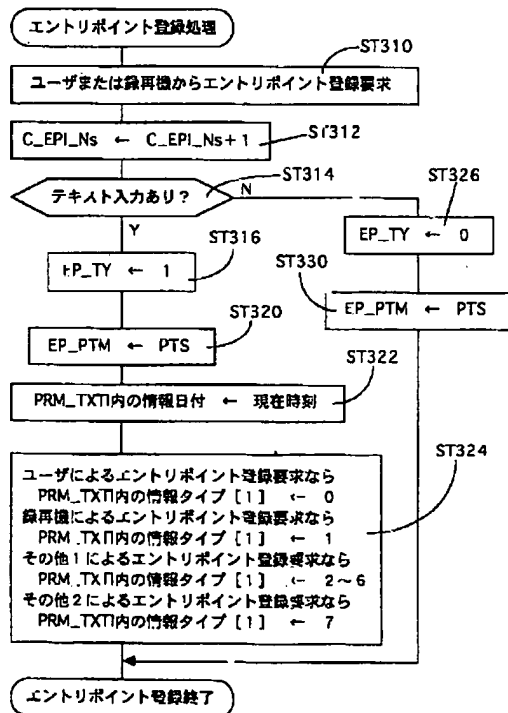 エントリポイント登録処理
ST310
ユーザまたは録再機からエントリポイント登録要求
ST312
C_EPI_Ns ← C_EPI_Ns+1
ST314
テキスト入力あり?
N
Y
ST326
EP_TY ← 0
ST316
EP_TY ← 1
ST330
EP_PTM ← PTS
ST320
EP_PTM ← PTS
ST322
PRM_TXTI内の情報日付 ← 現在時刻
ST324
ユーザによるエントリポイント登録要求なら
PRM_TXTI内の情報タイプ [1] ← 0
録再機によるエントリポイント登録要求なら
PRM_TXTI内の情報タイプ [1] ← 1
その他1によるエントリポイント登録要求なら
PRM_TXTI内の情報タイプ [1] ← 2~6
その他2によるエントリポイント登録要求なら
PRM_TXTI内の情報タイプ [1] ← 7
エントリポイント登録終了